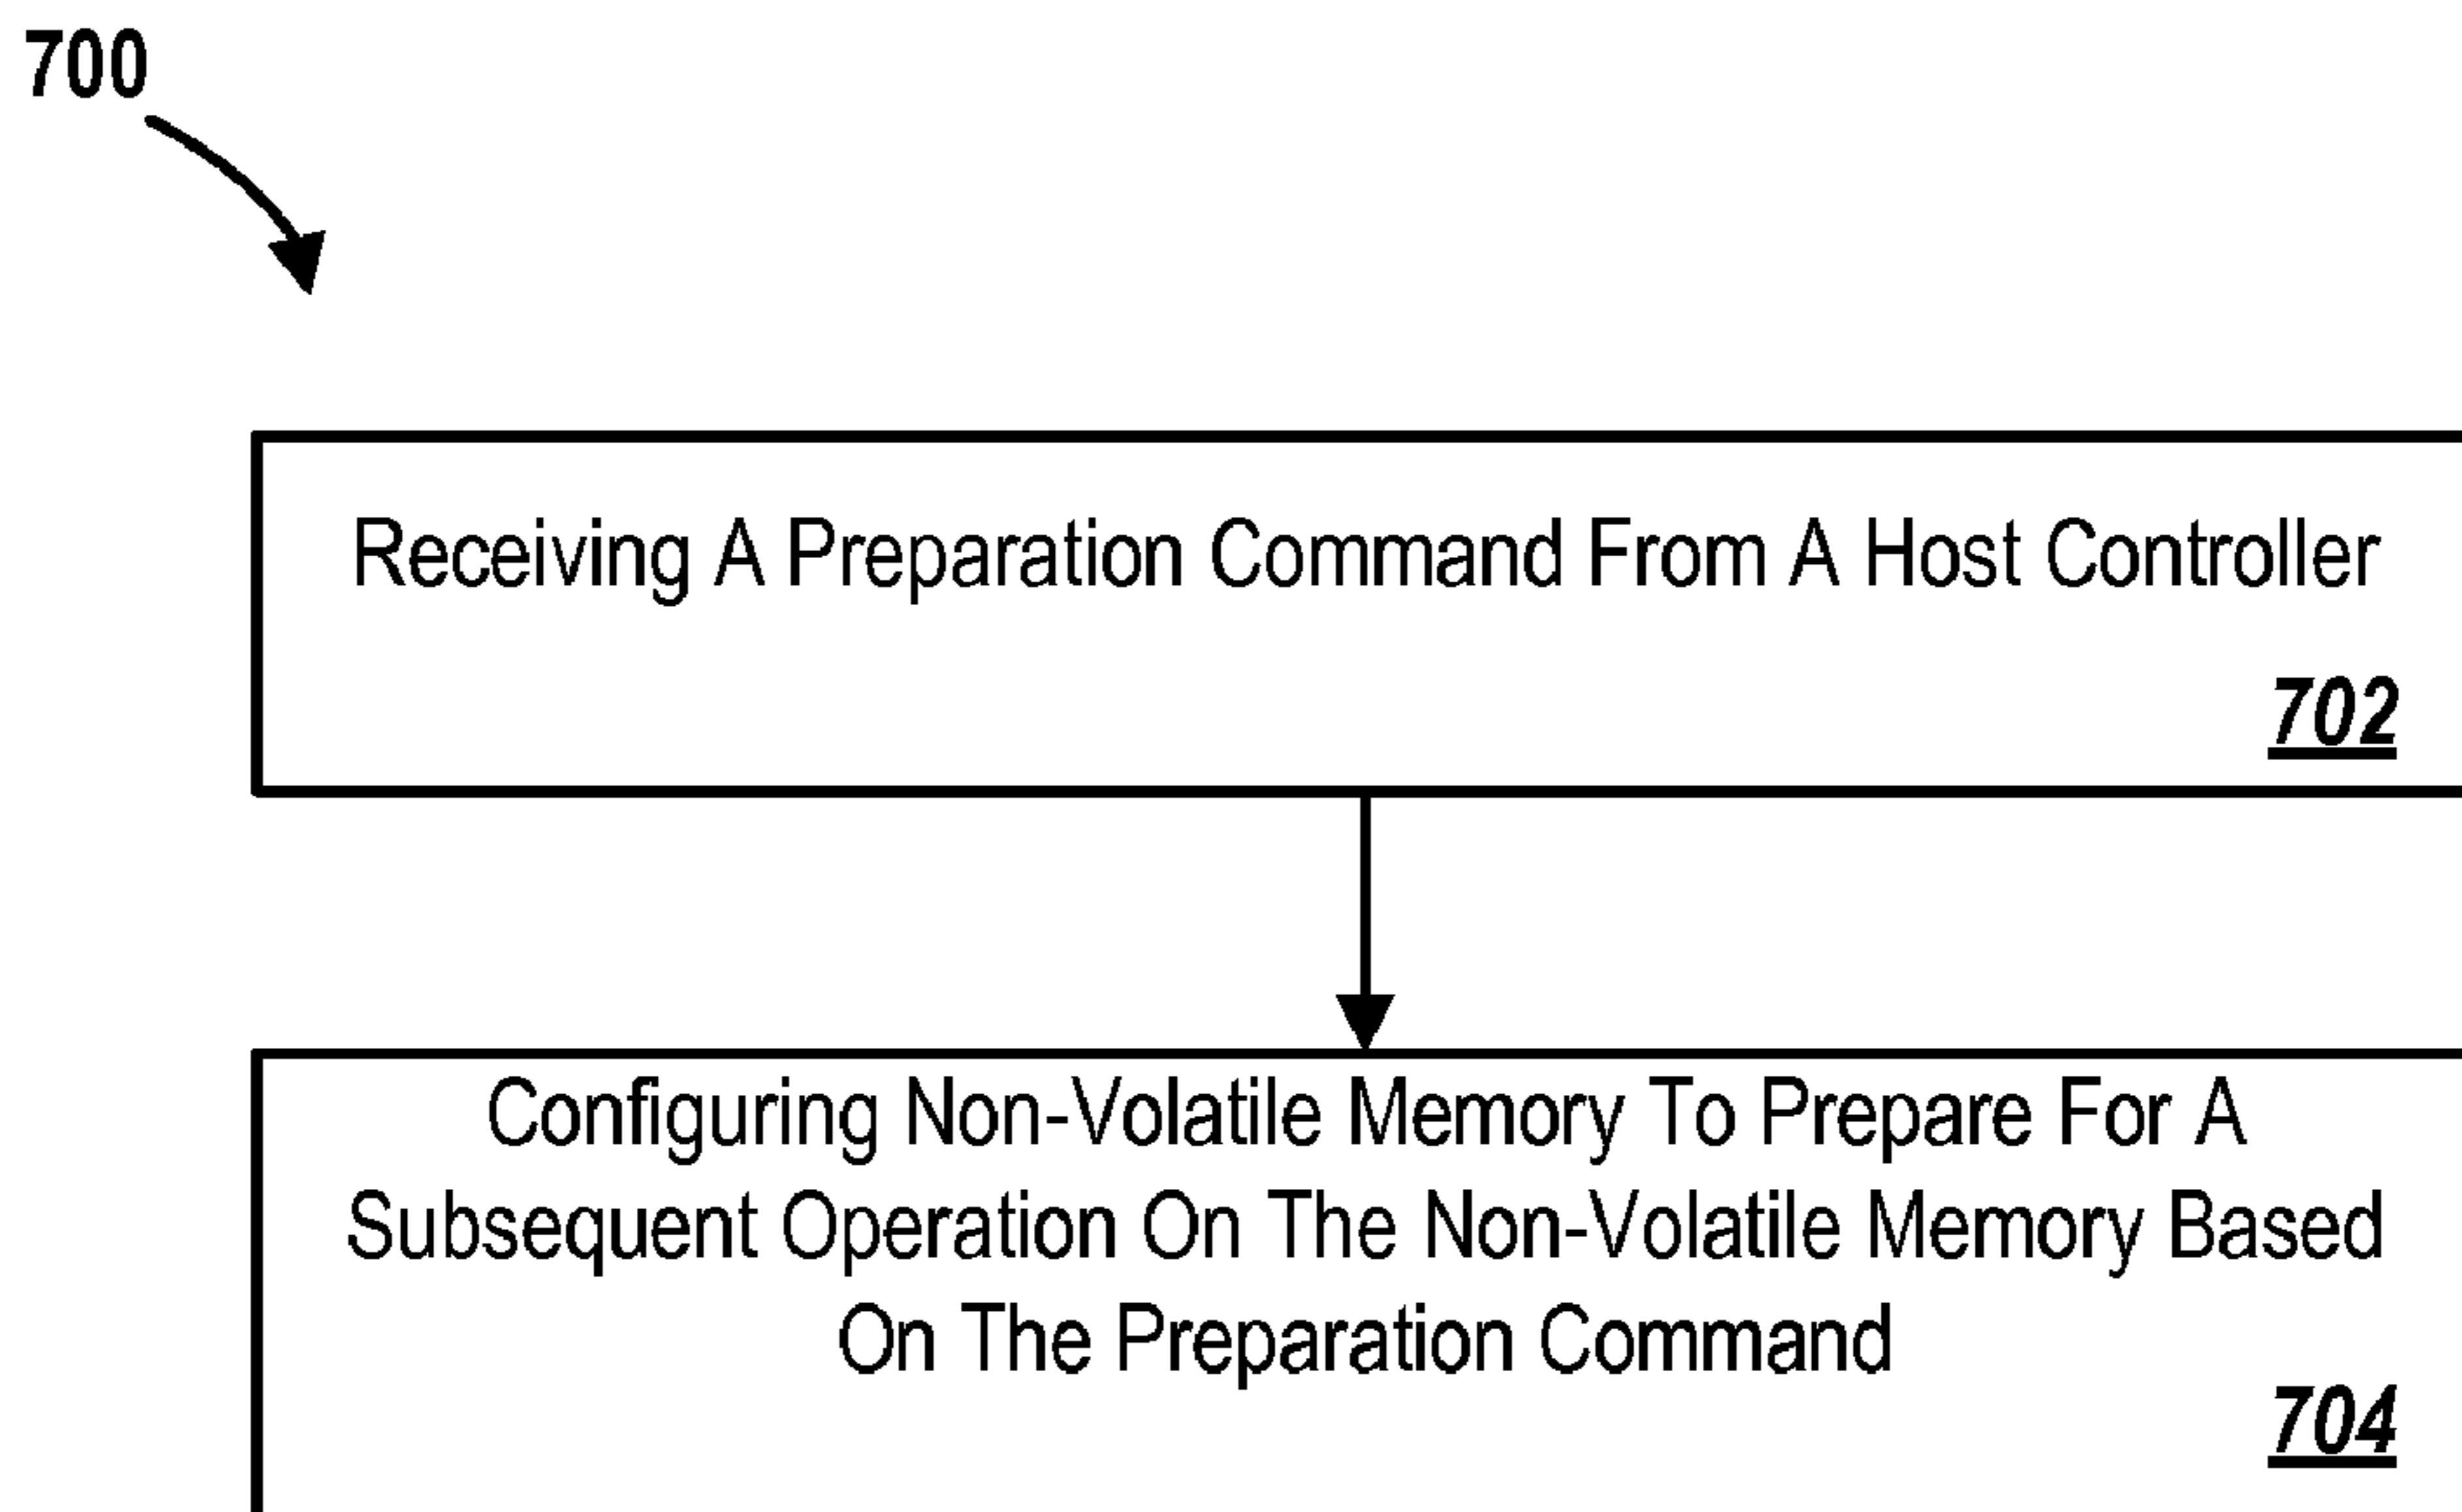 700
Receiving A Preparation Command From A Host Controller
702
Configuring Non-Volatile Memory To Prepare For A
Subsequent Operation On The Non-Volatile Memory Based
On The Preparation Command
704